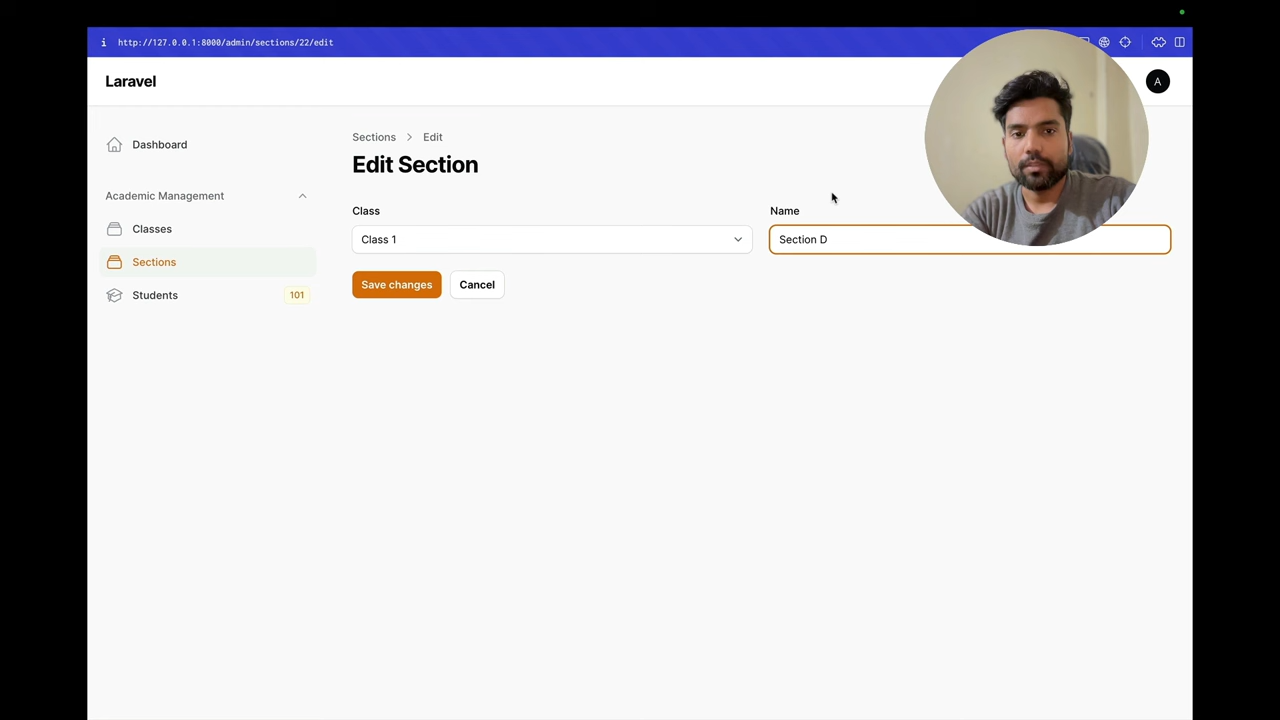 i http://127.0.0.1:8000/admin/sections/22/edit
Laravel
A
Dashboard
Academic Management
Classes
Sections
Students 101
Sections > Edit
Edit Section
Class
Name
Class 1
Section D
Save changes
Cancel